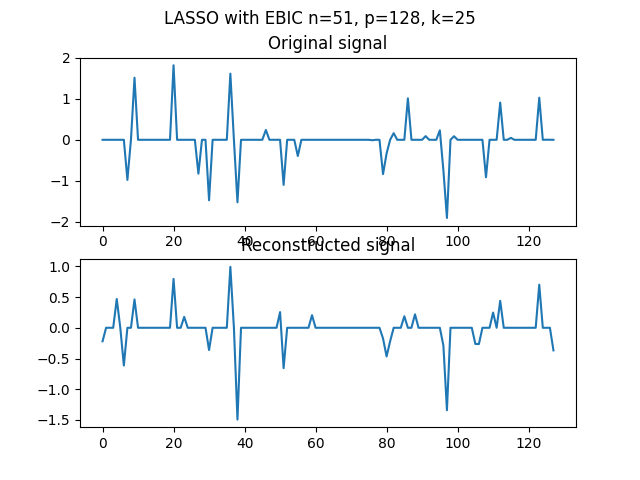 LASSO with EBIC n=51, p=128, k=25
Original signal
2
1
0
−1
−2
0 20 40 60 80 100 120
Reconstructed signal
1.0
0.5
0.0
−0.5
−1.0
−1.5
0 20 40 60 80 100 120